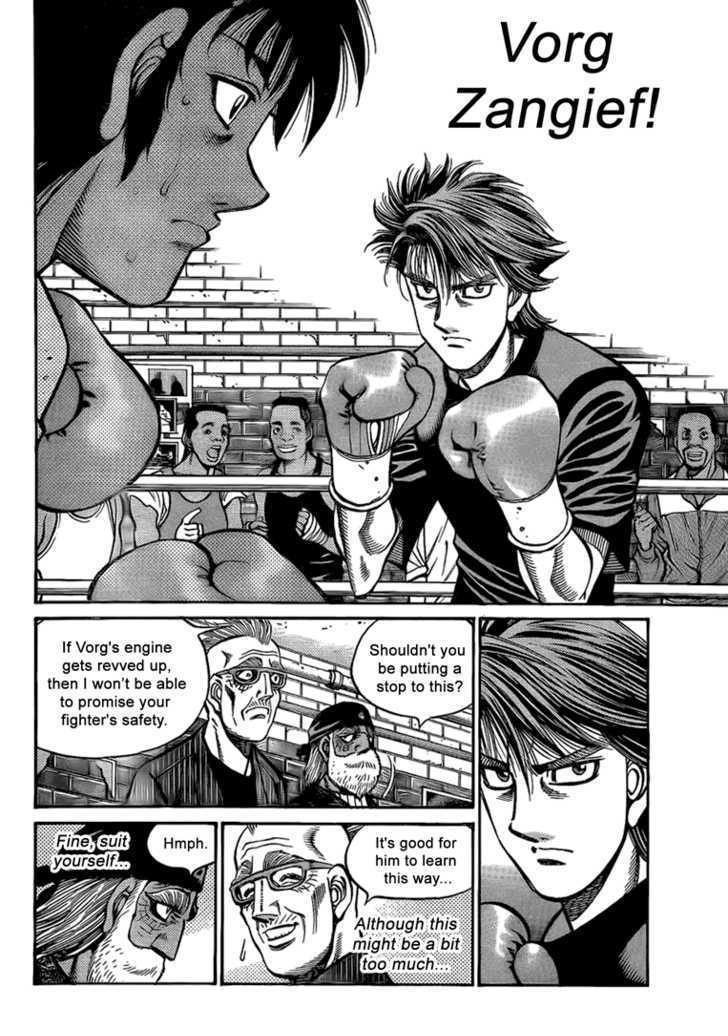 Vorg
Zangief!
If Vorg's engine
gets revved up,
then I won't be able
to promise your
fighter's safety.
Shouldn't you
be putting a
stop to this?
Fine, suit
yourself...
Hmph.
It's good for
him to learn
this way...
Although this
might be a bit
too much...